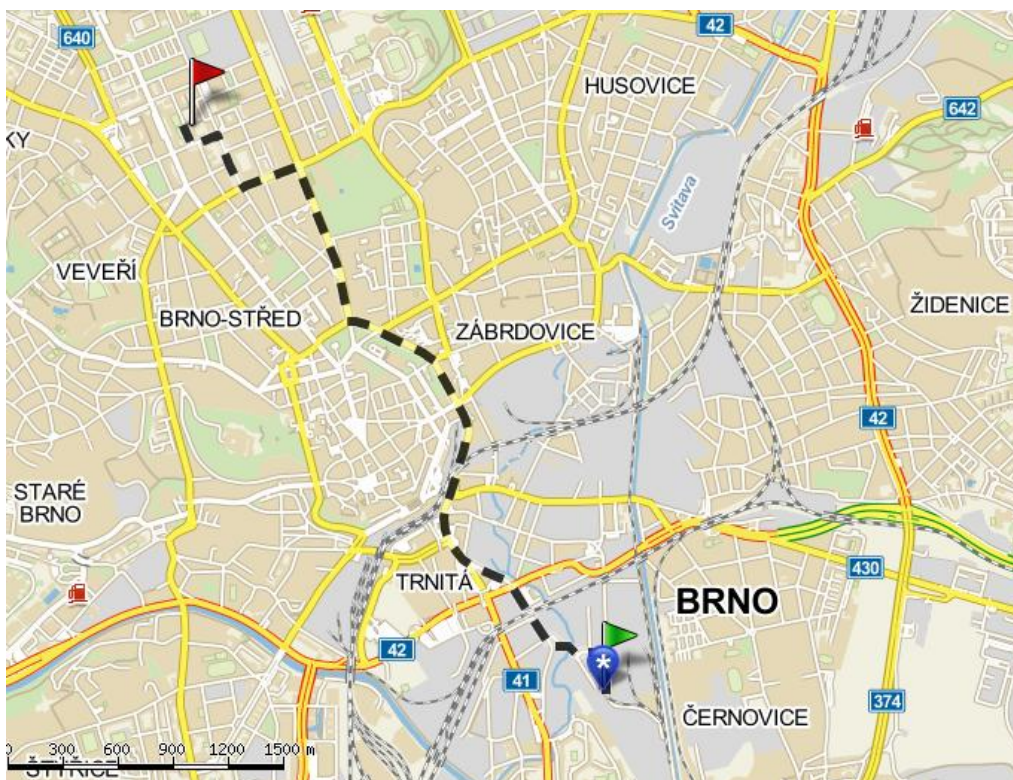 640
42
HUSOVICE
642
KY
Svitava
VEVEŘÍ
BRNO-STŘED
ZÁBRDOVICE
ŽIDENICE
42
STARÉ
BRNO
TRNITÁ
430
BRNO
*
42
41
374
ČERNOVICE
0 300 600 900 1200 1500 m
ŠTÝŘICE